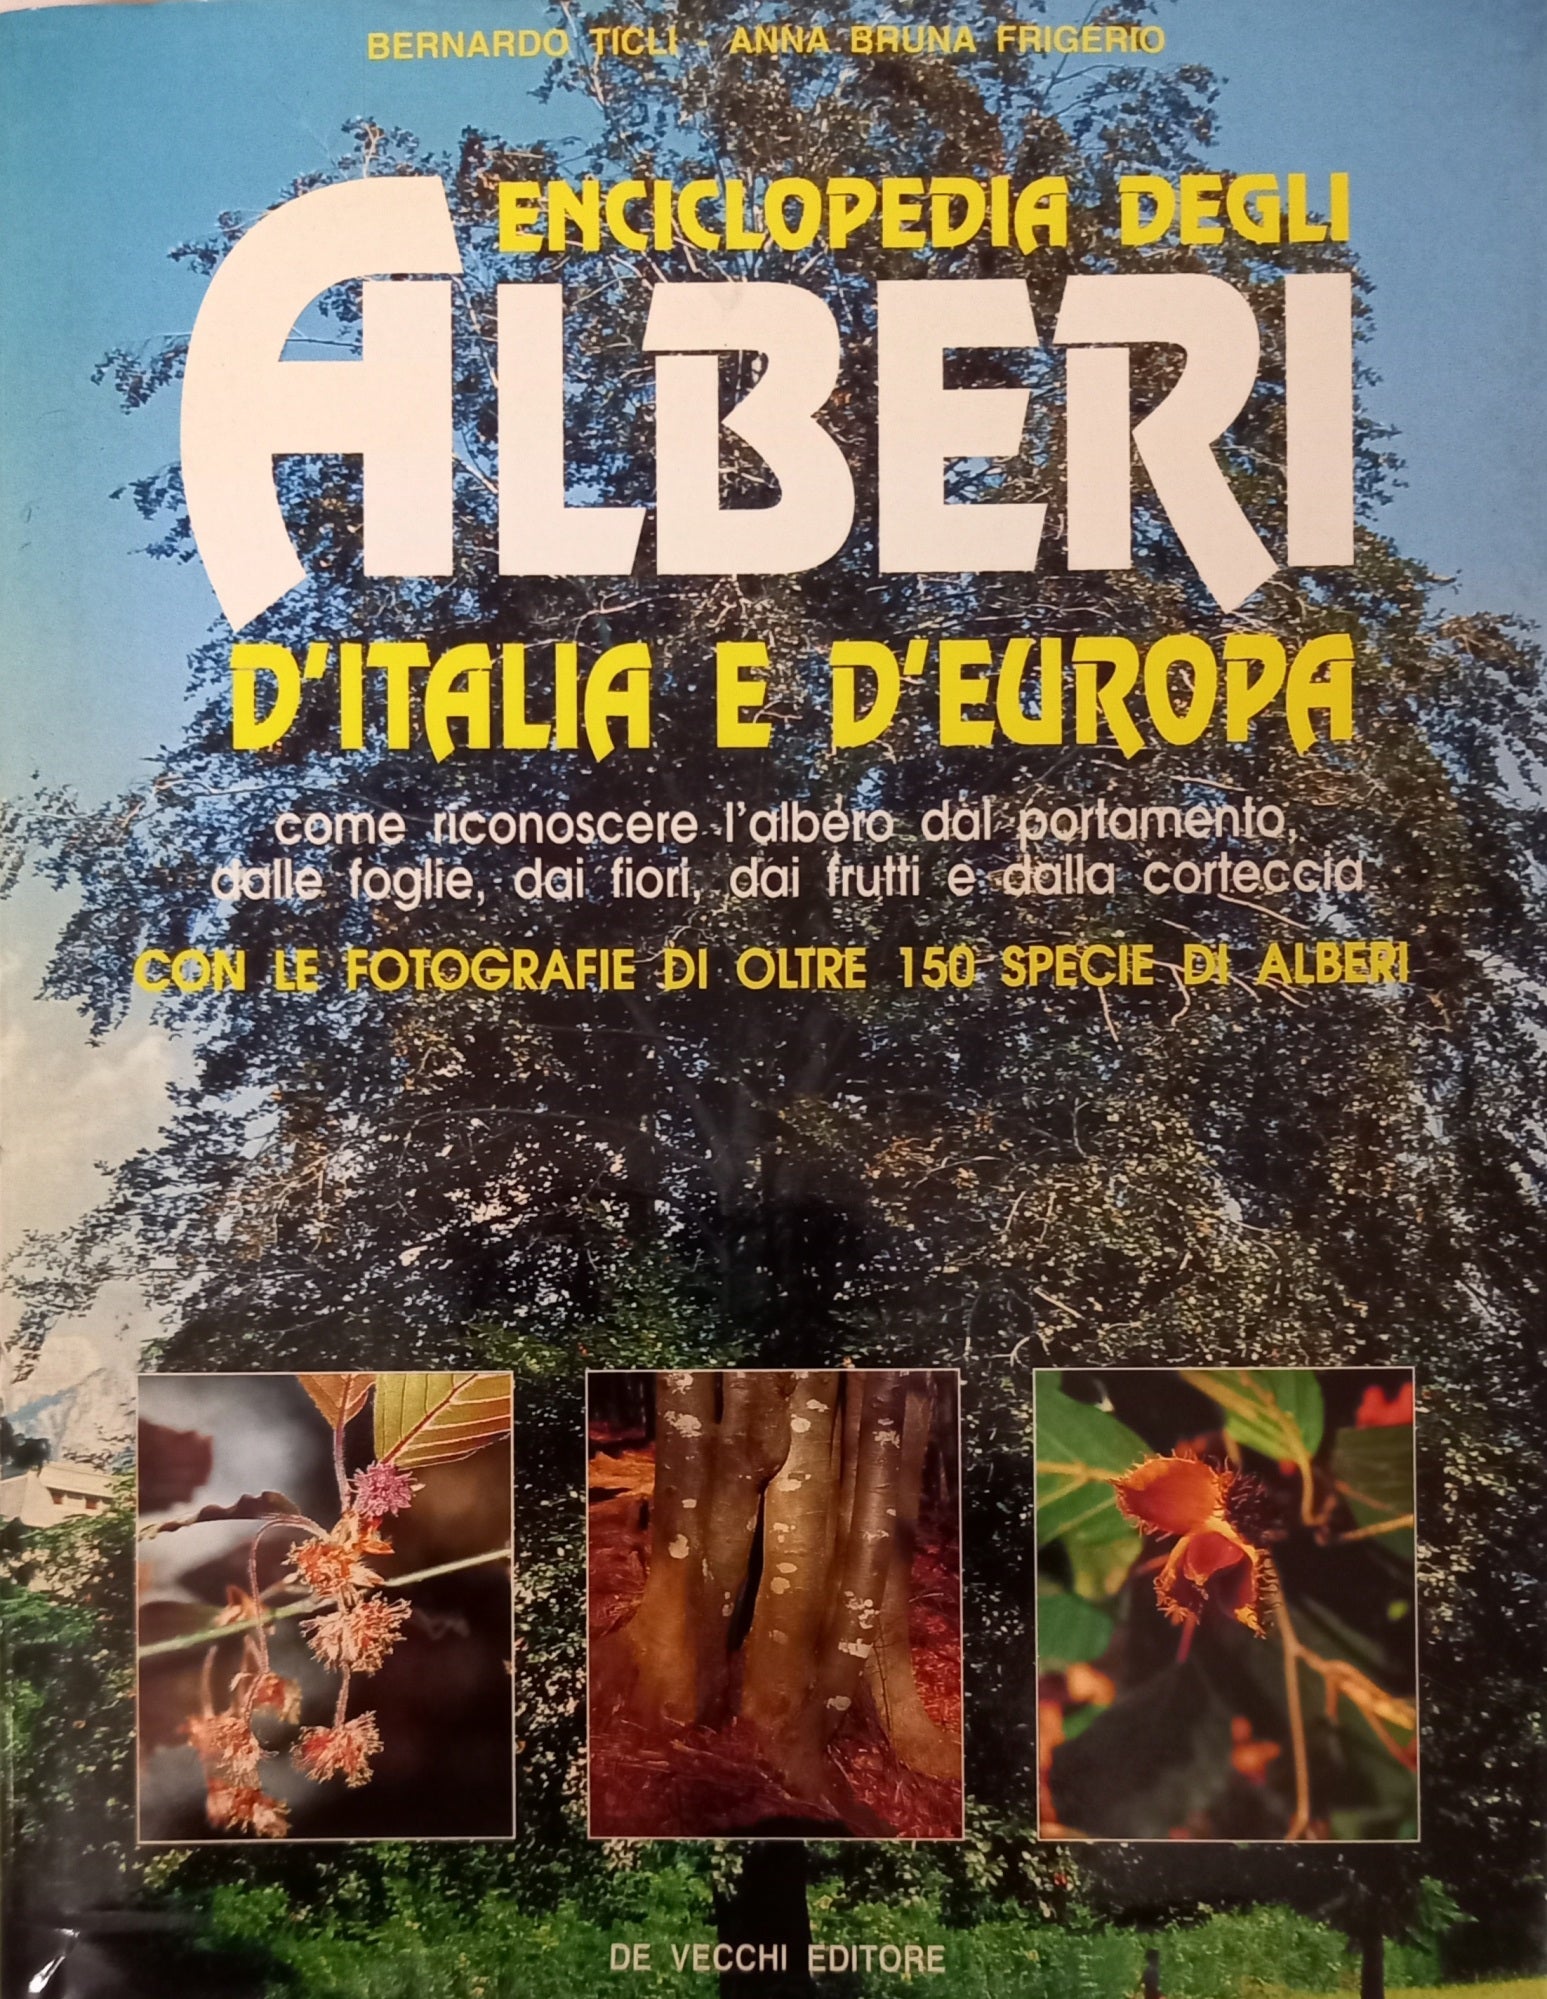 BERNARDO TICLI - ANNA BRUNA FRIGERIO
ENCICLOPEDIA DEGLI
ALBERI
D'ITALIA E D'EUROPA
come riconoscere l'albero dal portamento,
dalle foglie, dai fiori, dai frutti e dalla corteccia
CON LE FOTOGRAFIE DI OLTRE 150 SPECIE DI ALBERI
DE VECCHI EDITORE